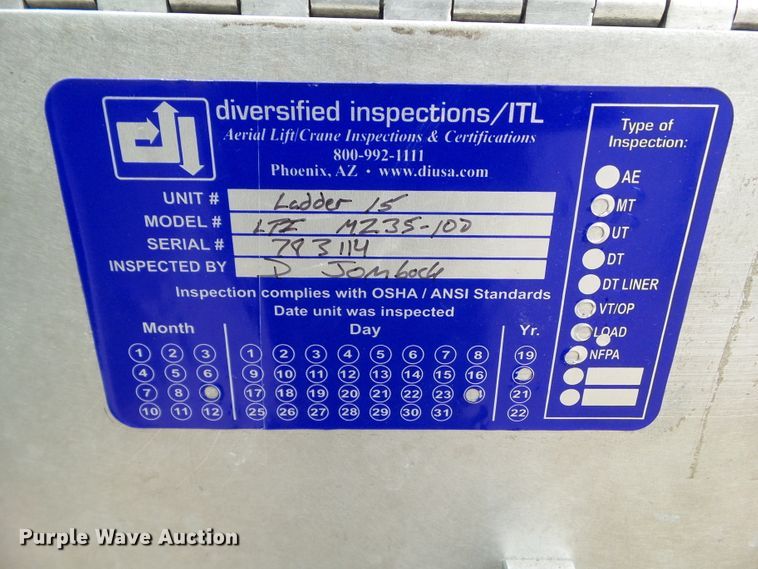 diversified inspections/ITL
Aerial Lift/Crane Inspections & Certifications
800-992-1111
Phoenix, AZ • www.diusa.com
UNIT # Ladder 15
MODEL # LTI MZ35-100
SERIAL # 783114
INSPECTED BY D
Inspection complies with OSHA / ANSI Standards
Date unit was inspected
Month Day Yr.
1 2 3 1 2 3 4 5 6 7 8 19
4 5 6 9 10 11 12 13 14 15 16
7 8 17 18 19 20 21 22 23 21
10 11 12 25 26 27 28 29 30 31 22
Type of
Inspection:
AE
MT
UT
DT
DT LINER
VT/OP
LOAD
NFPA
Purple Wave Auction